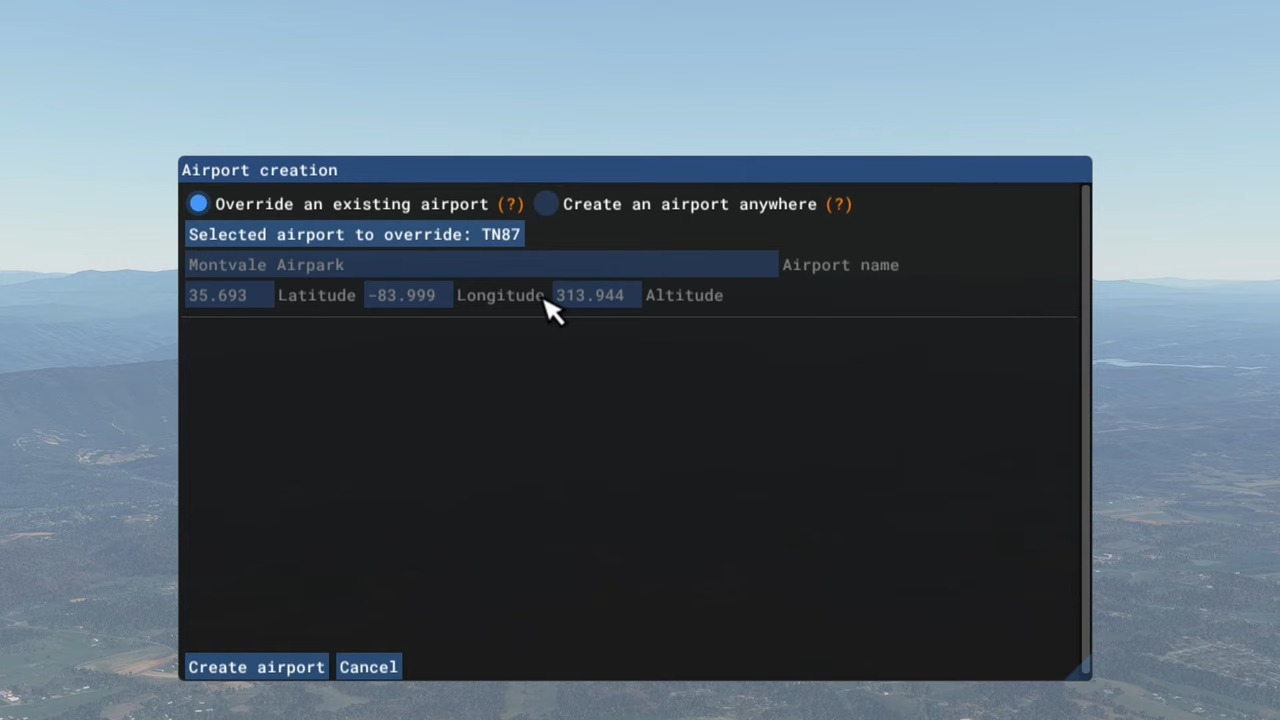 Airport creation
Override an existing airport (?) Create an airport anywhere (?)
Selected airport to override: TN87
Montvale Airpark Airport name
35.693 Latitude -83.999 Longitude 313.944 Altitude
Create airport Cancel